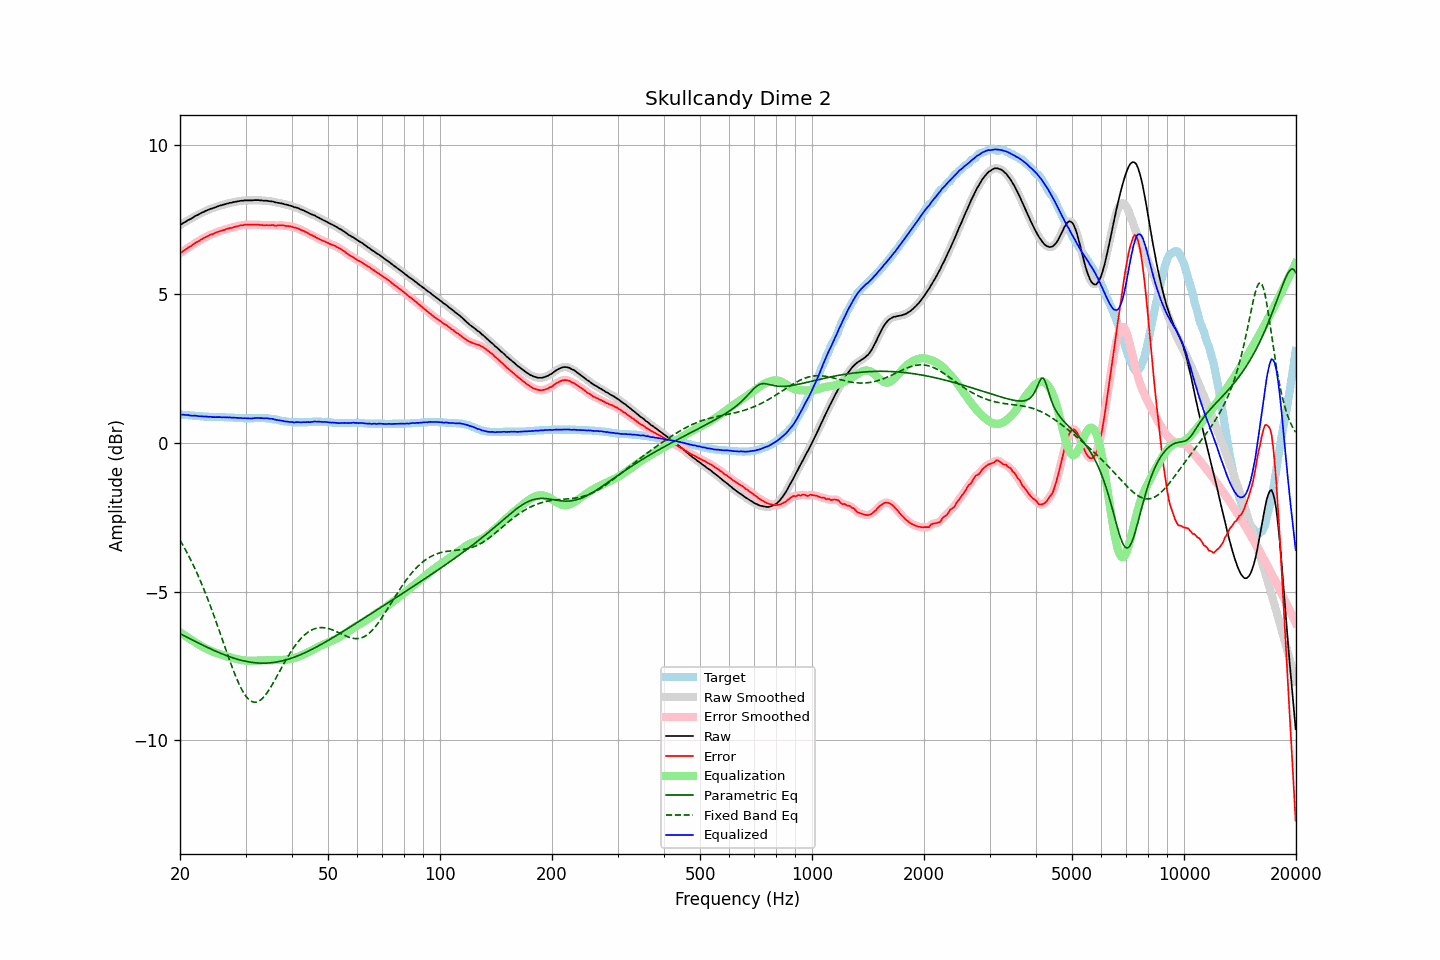 Skullcandy Dime 2
Amplitude (dBr)
10
5
0
−5
−10
Target
Raw Smoothed
Error Smoothed
Raw
Error
Equalization
Parametric Eq
Fixed Band Eq
Equalized
20
50
100
200
500
1000
2000
5000
10000
20000
Frequency (Hz)